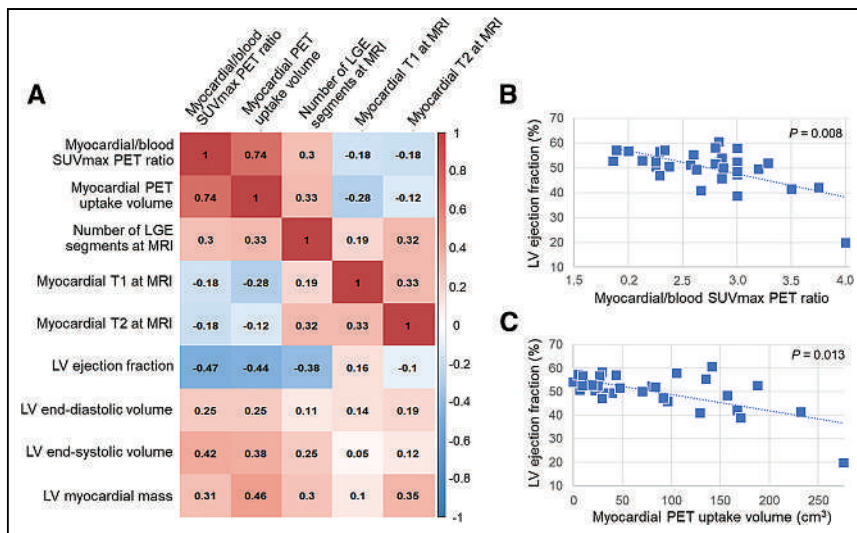 A
Myocardial/blood
SUVmax PET ratio
Myocardial PET
uptake volume
Number of LGE
segments at MRI
Myocardial T1 at MRI
Myocardial T2 at MRI
Myocardial/blood
SUVmax PET ratio
1 0.74 0.3 -0.18 -0.18
Myocardial PET
uptake volume
0.74 1 0.33 -0.28 -0.12
Number of LGE
segments at MRI
0.3 0.33 1 0.19 0.32
Myocardial T1 at MRI
-0.18 -0.28 0.19 1 0.33
Myocardial T2 at MRI
-0.18 -0.12 0.32 0.33 1
LV ejection fraction
-0.47 -0.44 -0.38 0.16 -0.1
LV end-diastolic volume
0.25 0.25 0.11 0.14 0.19
LV end-systolic volume
0.42 0.38 0.25 0.05 0.12
LV myocardial mass
0.31 0.46 0.3 0.1 0.35
1
0.8
0.6
0.4
0.2
0
-0.2
-0.4
-0.6
-0.8
-1
B
LV ejection fraction (%)
70
60
50
40
30
20
10
P = 0.008
1.5 2.0 2.5 3.0 3.5 4.0
Myocardial/blood SUVmax PET ratio
C
LV ejection fraction (%)
70
60
50
40
30
20
10
P = 0.013
0 50 100 150 200 250
Myocardial PET uptake volume (cm³)